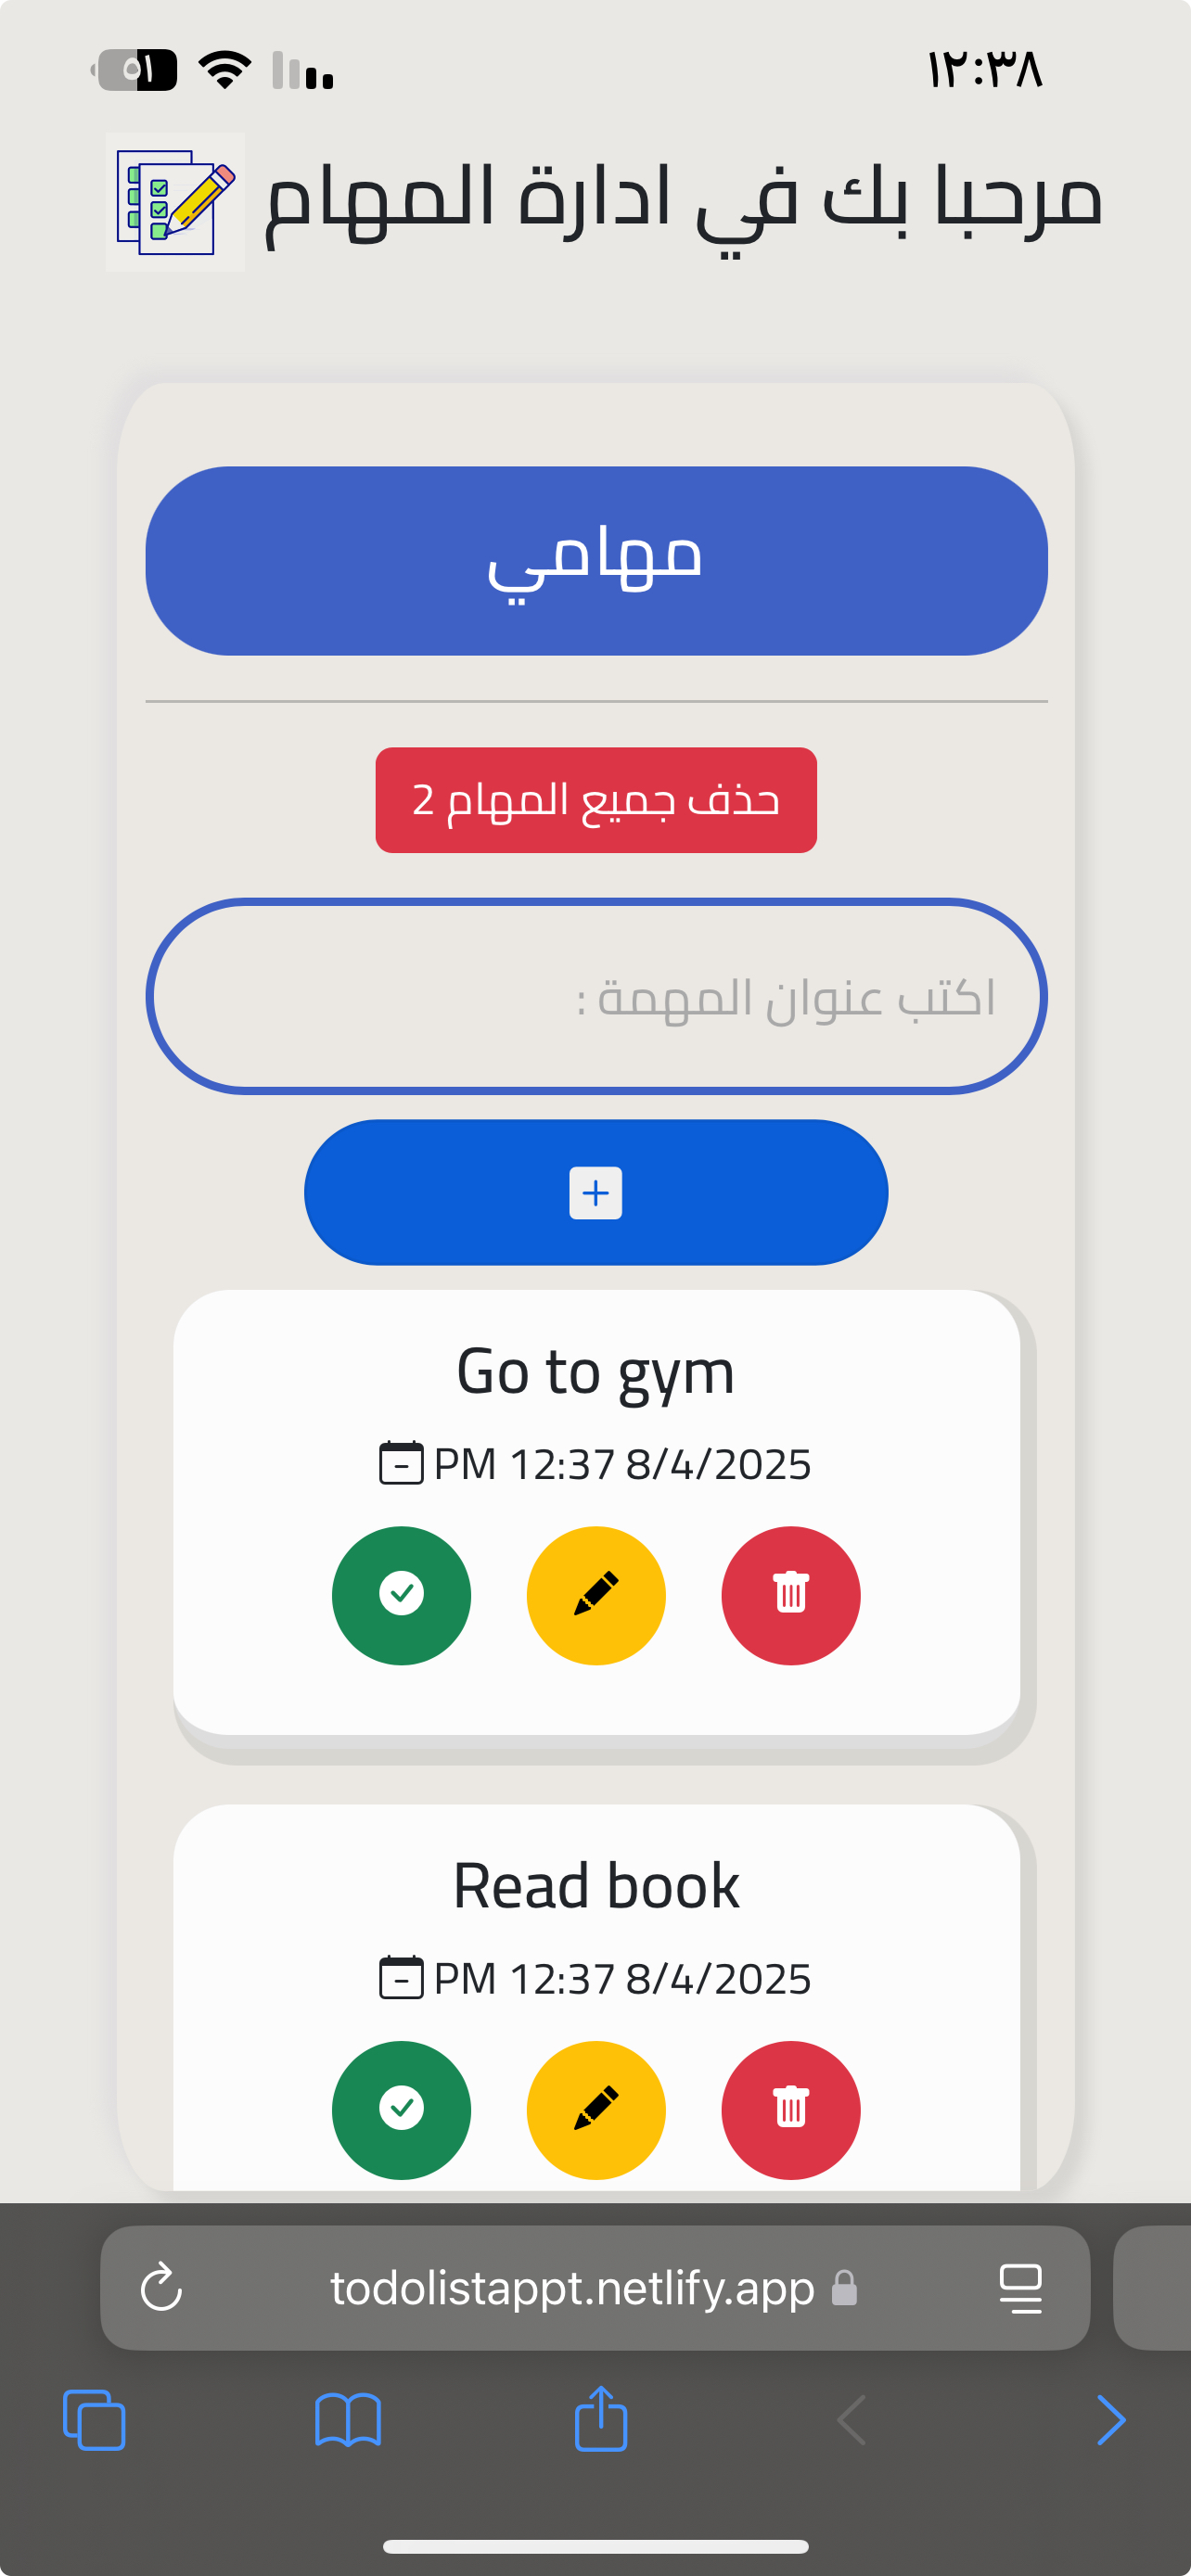 ١٢:٣٨
٥١
مرحبا بك في ادارة المهام
مهامي
حذف جميع المهام 2
اكتب عنوان المهمة :
Go to gym
PM 12:37 8/4/2025
Read book
PM 12:37 8/4/2025
todolistappt.netlify.app